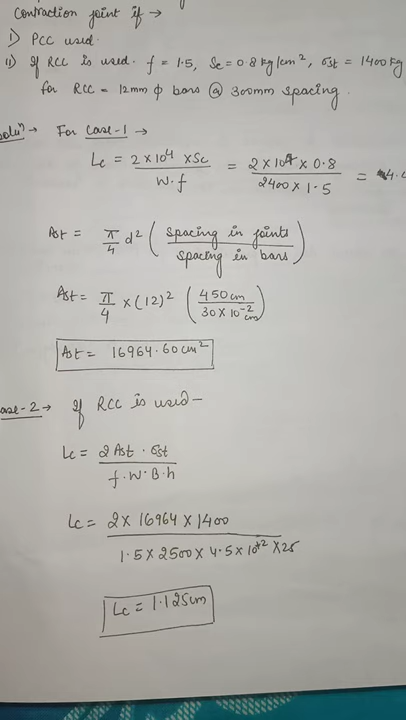 Contraction joint if →
i) PCC used.
ii) If RCC is used. f = 1.5, Sc = 0.8 kg/cm², σst = 1400 kg
for RCC = 12mm ϕ bars @ 300mm spacing.
Solun → For Case-1 →
Lc = 2 × 10⁴ × Sc / W.f = 2 × 10⁴ × 0.8 / 2400 × 1.5 = 4.4
Ast = π/4 d² (spacing in joints / spacing in bars)
Ast = π/4 × (12)² (450 cm / 30 × 10⁻² cm)
Ast = 16964.60 cm²
Case-2 → If RCC is used –
Lc = 2 Ast . σst / f . W . B . h
Lc = 2 × 16964 × 1400 / 1.5 × 2500 × 4.5 × 10⁺² × 25
Lc = 1.125 cm